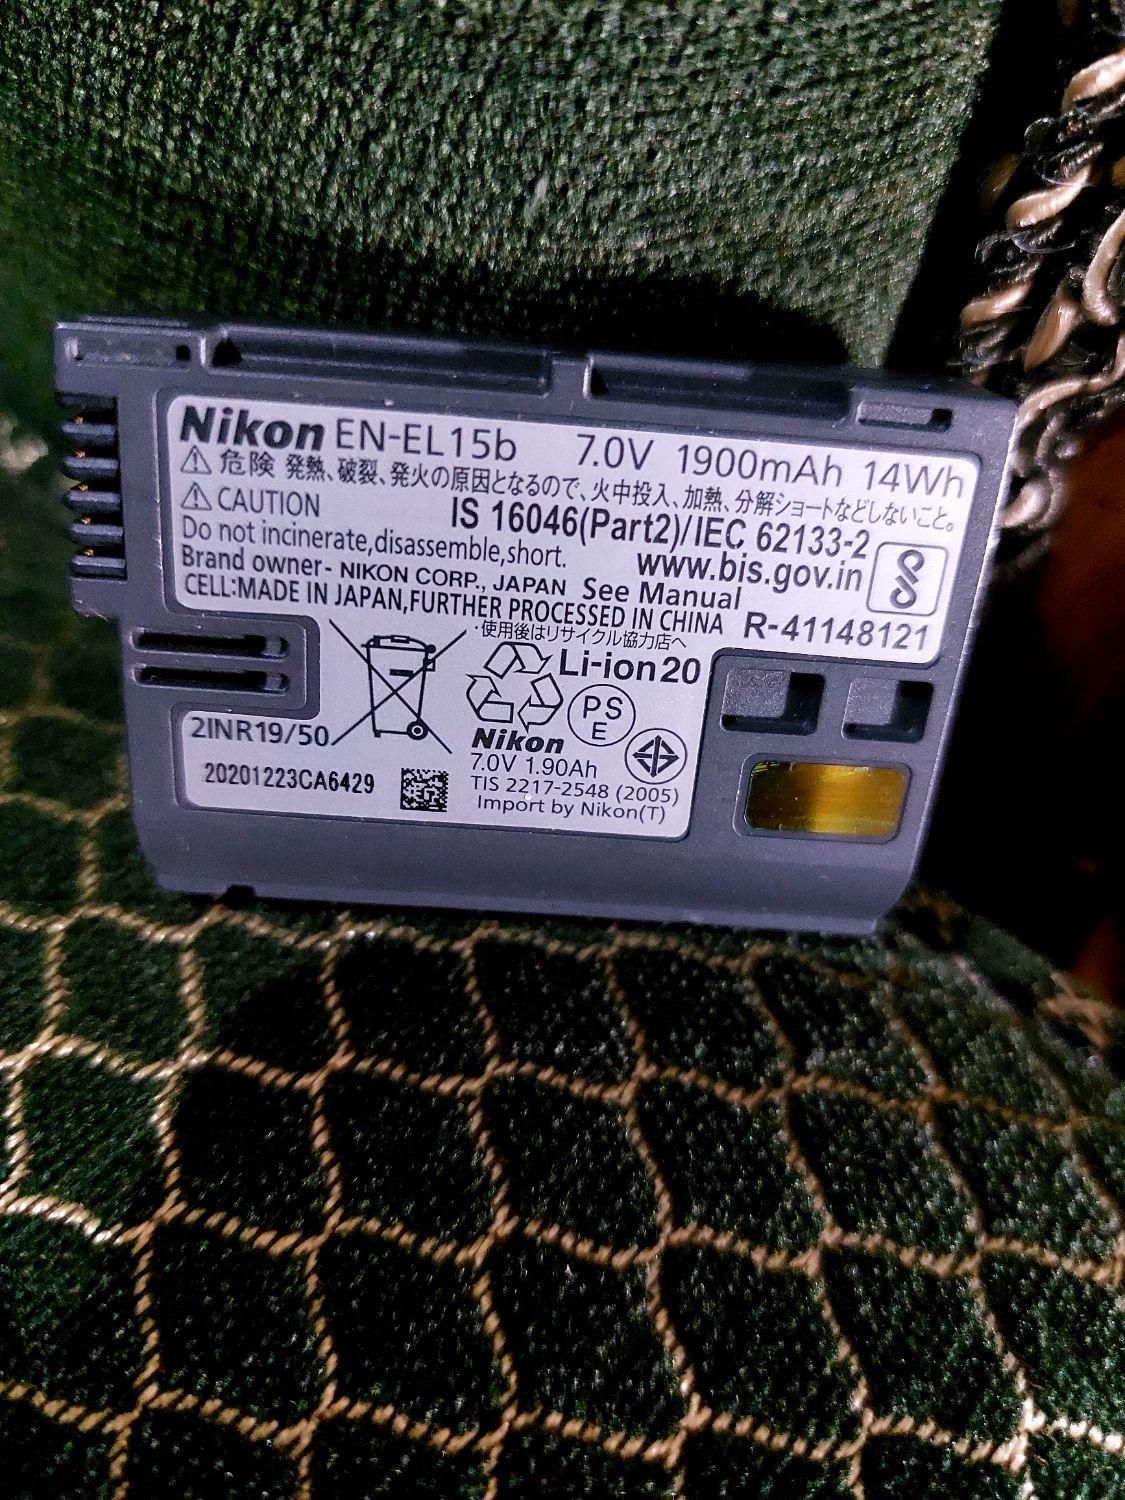 Nikon EN-EL15b 7.0V 1900mAh 14Wh
⚠危険 発熱、破裂、発火の原因となるので、火中投入、加熱、分解ショートなどしないこと。
⚠CAUTION IS 16046(Part2)/IEC 62133-2
Do not incinerate,disassemble,short. www.bis.gov.in
Brand owner- NIKON CORP., JAPAN See Manual
CELL:MADE IN JAPAN,FURTHER PROCESSED IN CHINA R-41148121
・使用後はリサイクル協力店へ
Li-ion20
PS
E
2INR19/50
Nikon
7.0V 1.90Ah
20201223CA6429
TIS 2217-2548 (2005)
Import by Nikon(T)